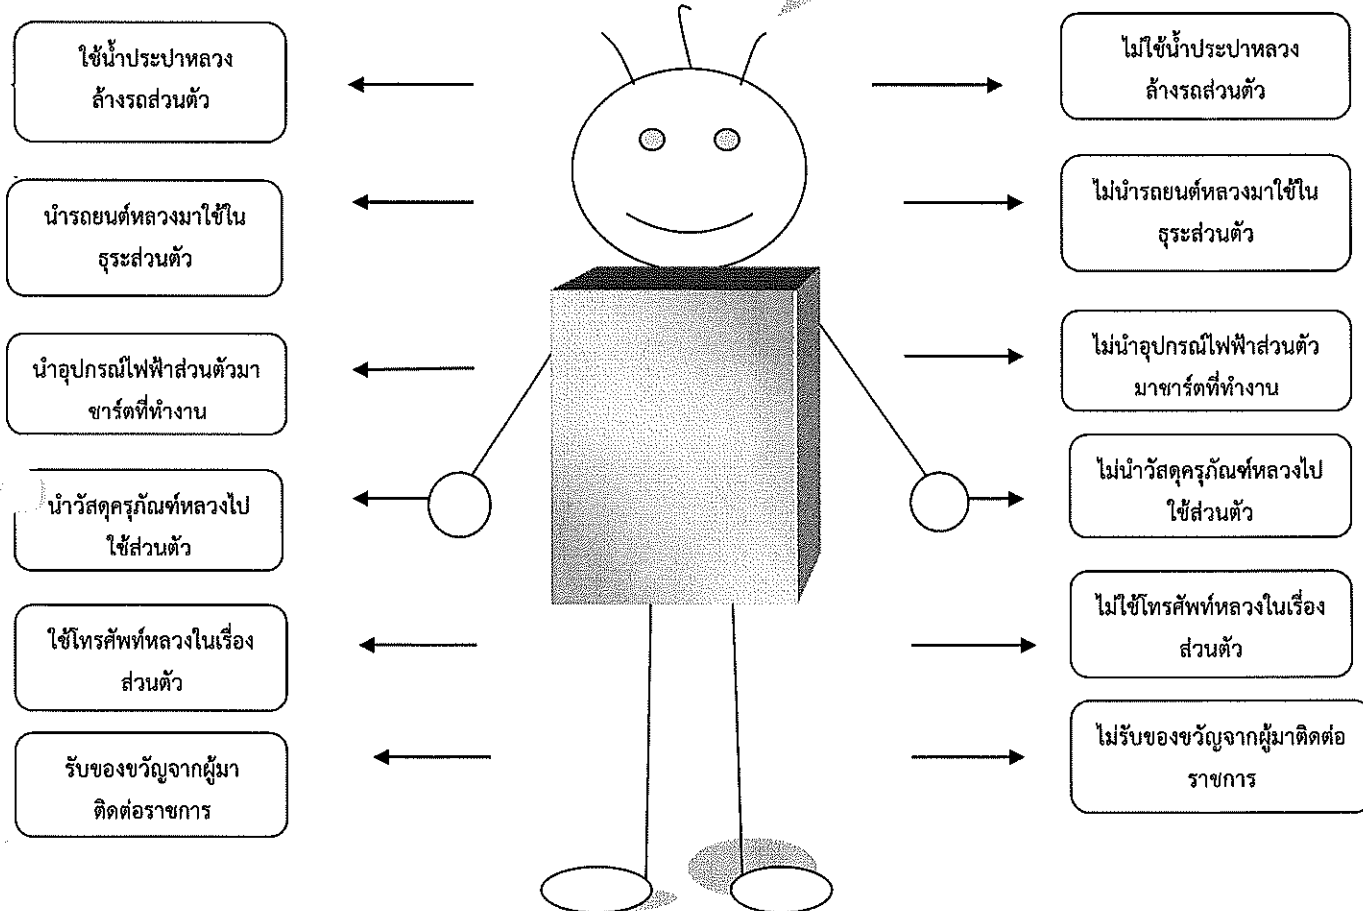 ใช้น้ำประปาหลวง
ล้างรถส่วนตัว
นำรถยนต์หลวงมาใช้ใน
ธุระส่วนตัว
นำอุปกรณ์ไฟฟ้าส่วนตัวมา
ชาร์ตที่ทำงาน
นำวัสดุครุภัณฑ์หลวงไป
ใช้ส่วนตัว
ใช้โทรศัพท์หลวงในเรื่อง
ส่วนตัว
รับของขวัญจากผู้มา
ติดต่อราชการ
ไม่ใช้น้ำประปาหลวง
ล้างรถส่วนตัว
ไม่นำรถยนต์หลวงมาใช้ใน
ธุระส่วนตัว
ไม่นำอุปกรณ์ไฟฟ้าส่วนตัว
มาชาร์ตที่ทำงาน
ไม่นำวัสดุครุภัณฑ์หลวงไป
ใช้ส่วนตัว
ไม่ใช้โทรศัพท์หลวงในเรื่อง
ส่วนตัว
ไม่รับของขวัญจากผู้มาติดต่อ
ราชการ